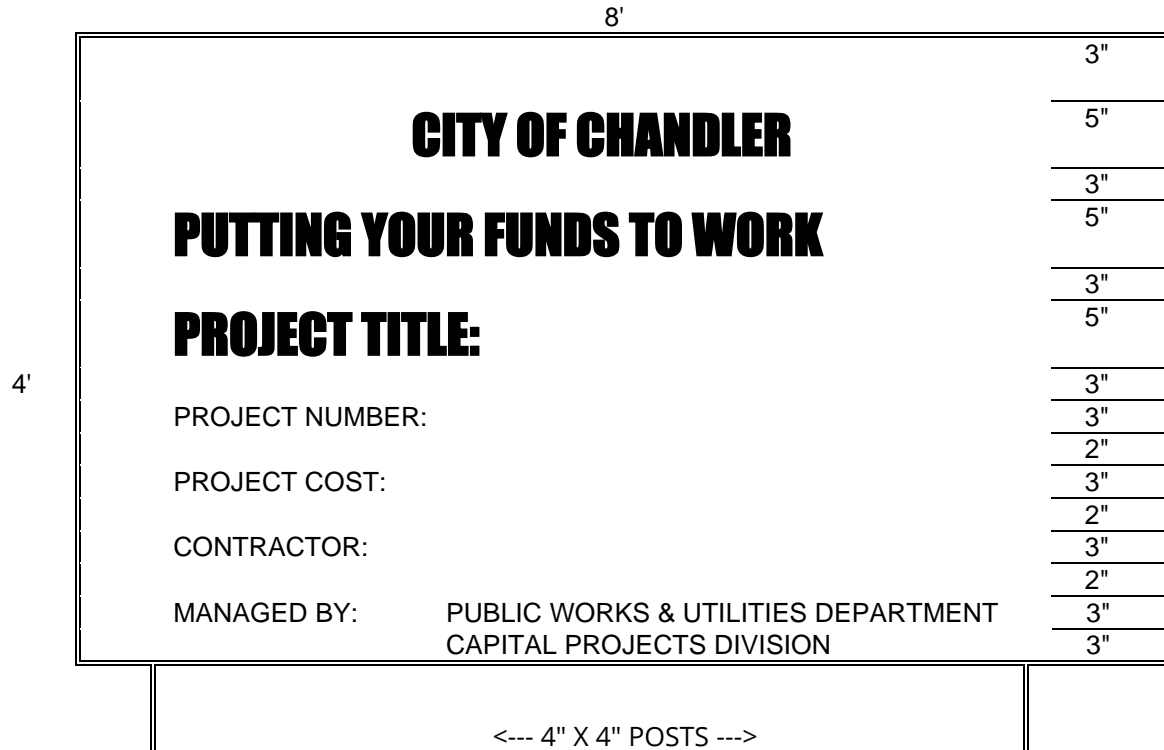 8'
3"
CITY OF CHANDLER 5"
3"
PUTTING YOUR FUNDS TO WORK 5"
3"
PROJECT TITLE: 5"
4' 3"
PROJECT NUMBER: 3"
2"
PROJECT COST: 3"
2"
CONTRACTOR: 3"
2"
MANAGED BY: PUBLIC WORKS & UTILITIES DEPARTMENT 3"
CAPITAL PROJECTS DIVISION 3"
<--- 4" X 4" POSTS --->